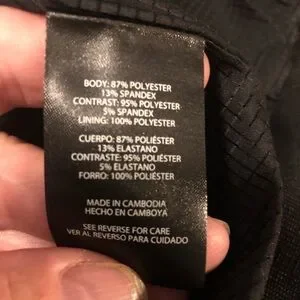 BODY: 87% POLYESTER
13% SPANDEX
CONTRAST: 95% POLYESTER
5% SPANDEX
LINING: 100% POLYESTER
CUERPO: 87% POLIÉSTER
13% ELASTANO
CONTRASTE: 95% POLIÉSTER
5% ELASTANO
FORRO: 100% POLIÉSTER
MADE IN CAMBODIA
HECHO EN CAMBOYA
SEE REVERSE FOR CARE
VER AL REVERSO PARA CUIDADO